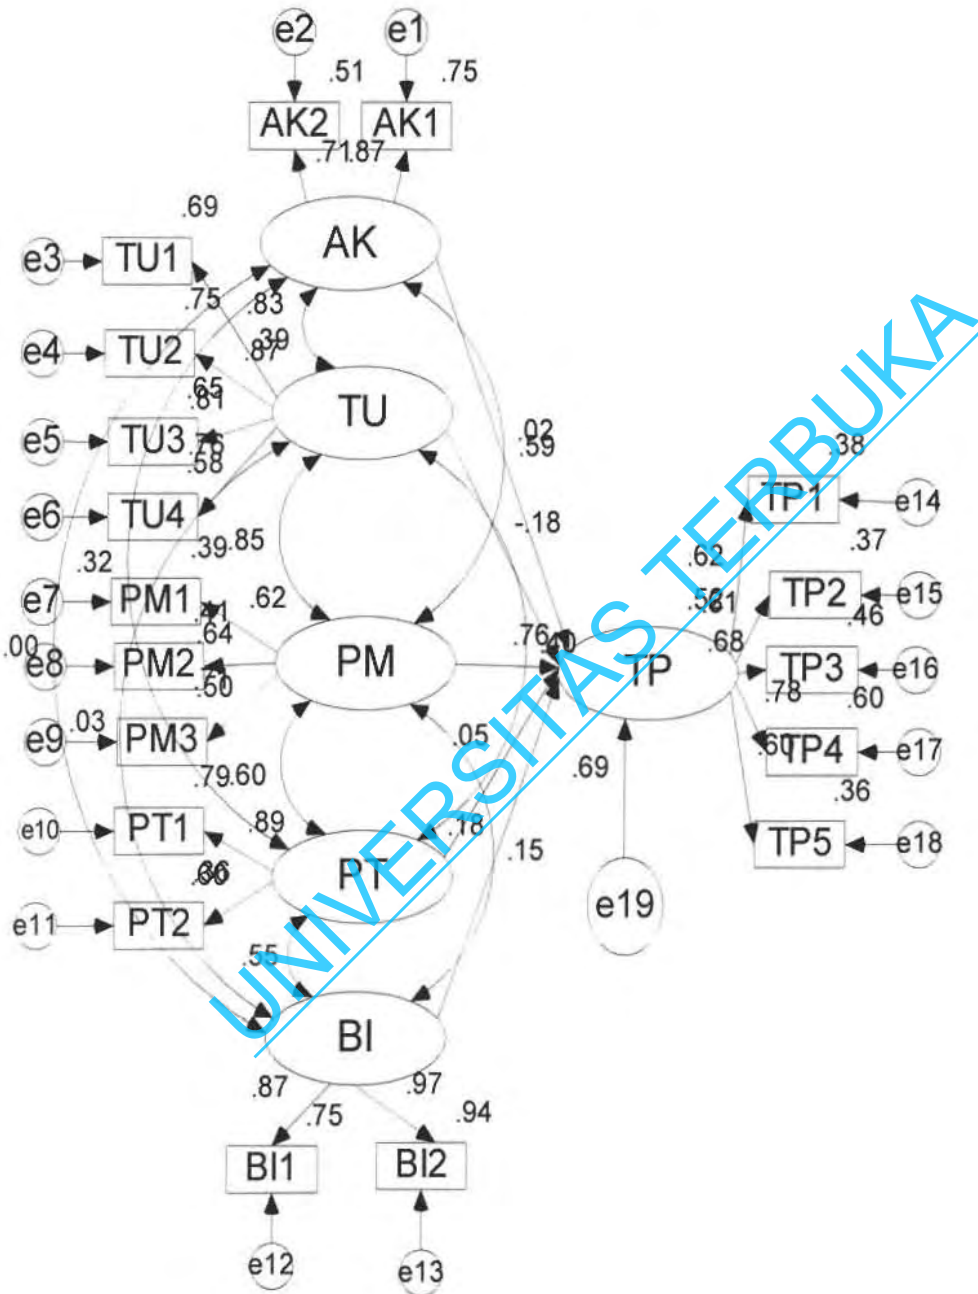 e2
e1
.51
.75
AK2
AK1
.71
.87
.69
AK
e3
TU1
.75
.83
.39
.87
e4
TU2
TU
.65
.81
e5
TU3
.58
.02
.59
.38
e6
TU4
TP1
e14
-.18
.39
.85
.37
.32
.62
.62
e7
PM1
TP2
e15
.46
.64
.00
e8
PM2
PM
.76
TP
.68
TP3
e16
.50
.78
.60
.03
e9
PM3
.05
.60
TP4
e17
.79
.60
.69
.36
PT1
e10
.89
.18
.15
TP5
e18
PT
e19
e11
PT2
.55
BI
.87
.97
.75
.94
BI1
BI2
e12
e13
UNIVERSITAS TERBUKA